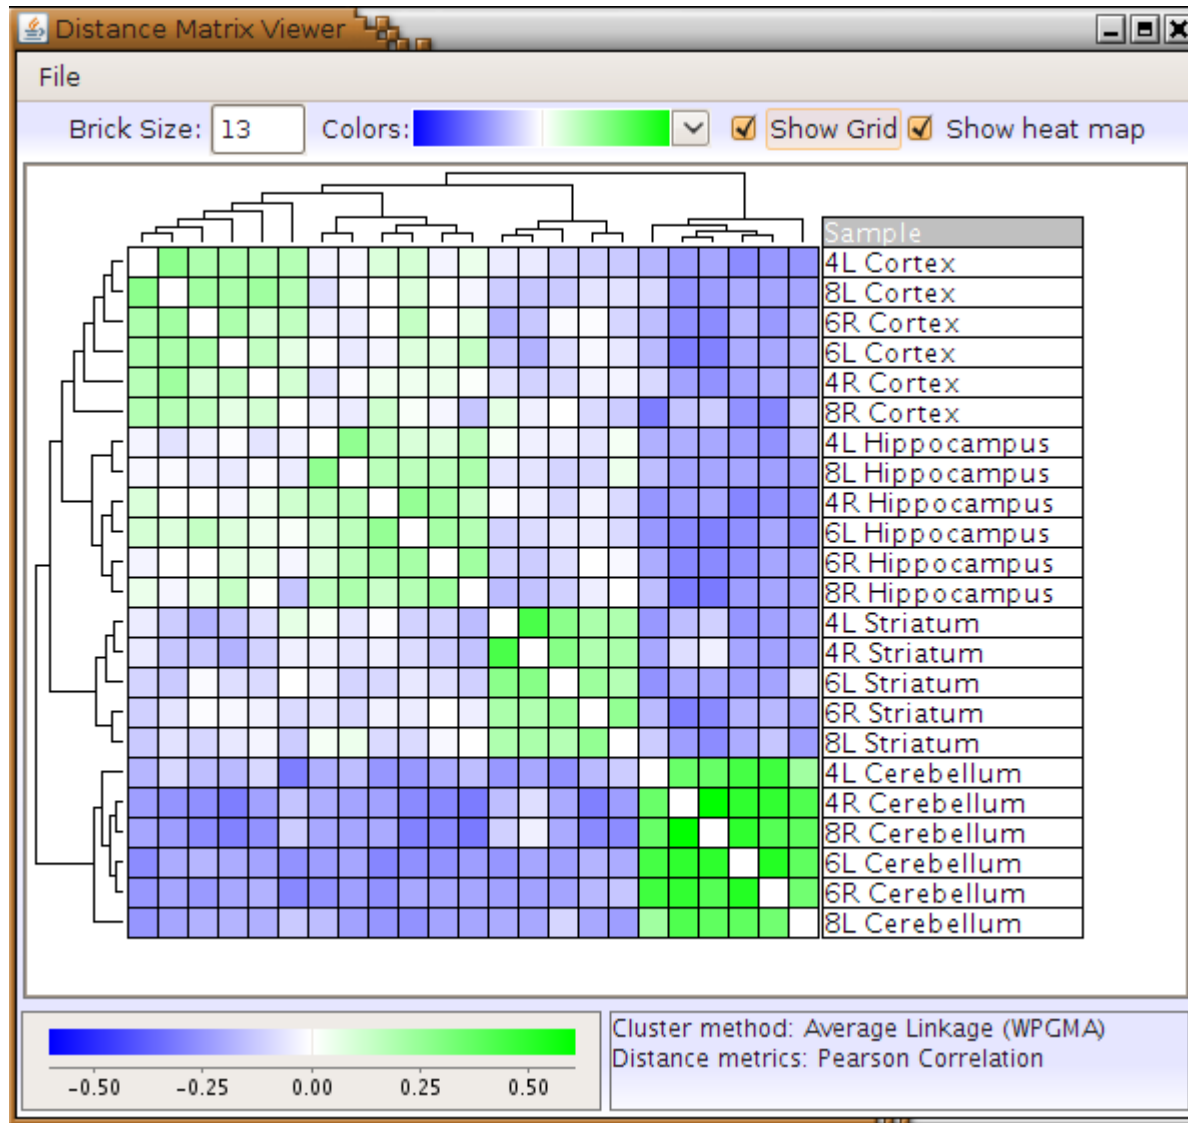 Distance Matrix Viewer
File
Brick Size: 13 Colors: Show Grid Show heat map
Sample
4L Cortex
8L Cortex
6R Cortex
6L Cortex
4R Cortex
8R Cortex
4L Hippocampus
8L Hippocampus
4R Hippocampus
6L Hippocampus
6R Hippocampus
8R Hippocampus
4L Striatum
4R Striatum
6L Striatum
6R Striatum
8L Striatum
4L Cerebellum
4R Cerebellum
8R Cerebellum
6L Cerebellum
6R Cerebellum
8L Cerebellum
-0.50 -0.25 0.00 0.25 0.50
Cluster method: Average Linkage (WPGMA)
Distance metrics: Pearson Correlation